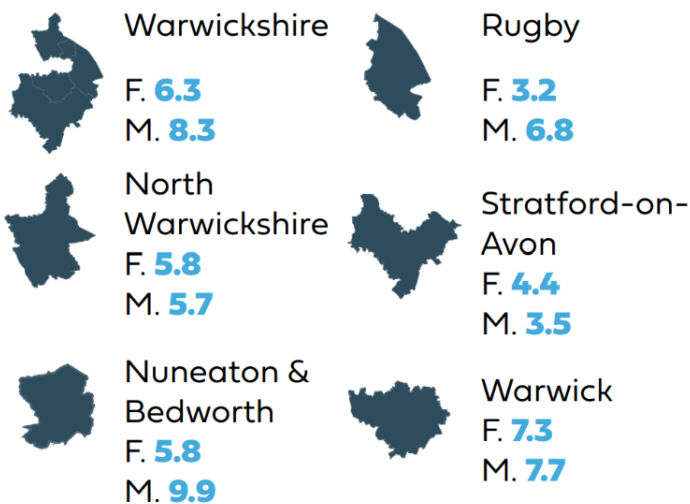 Warwickshire
F. 6.3
M. 8.3
Rugby
F. 3.2
M. 6.8
North
Warwickshire
F. 5.8
M. 5.7
Stratford-on-
Avon
F. 4.4
M. 3.5
Nuneaton &
Bedworth
F. 5.8
M. 9.9
Warwick
F. 7.3
M. 7.7